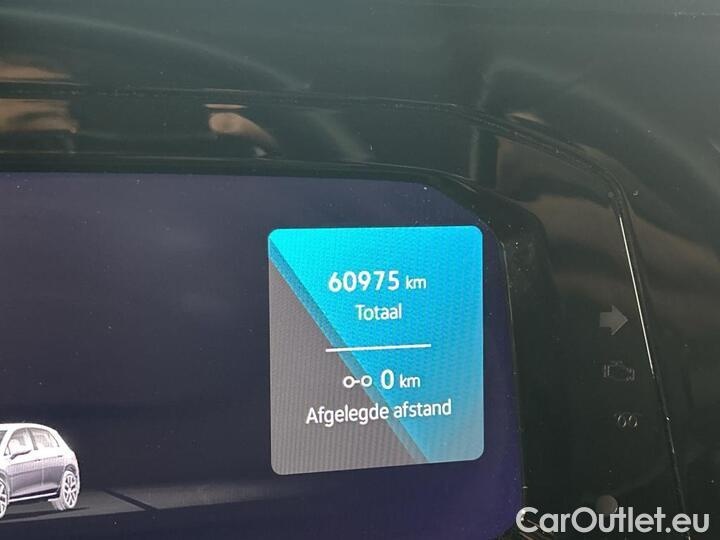 60975 km
Totaal
0 km
Afgelegde afstand
CarOutlet.eu